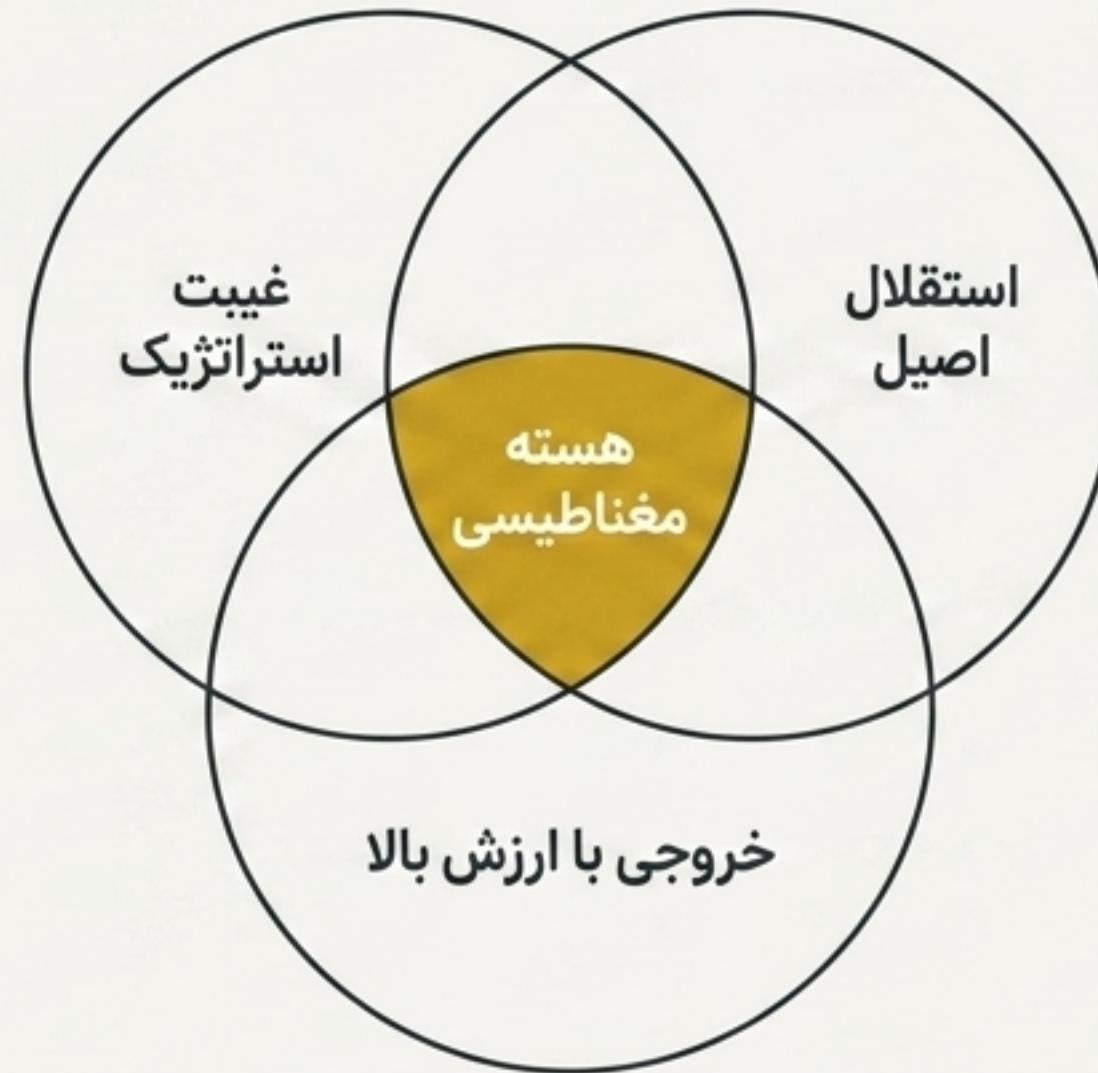 استقلال
اصیل
غیبت
استراتژیک
هسته
مغناطیسی
خروجی با ارزش بالا